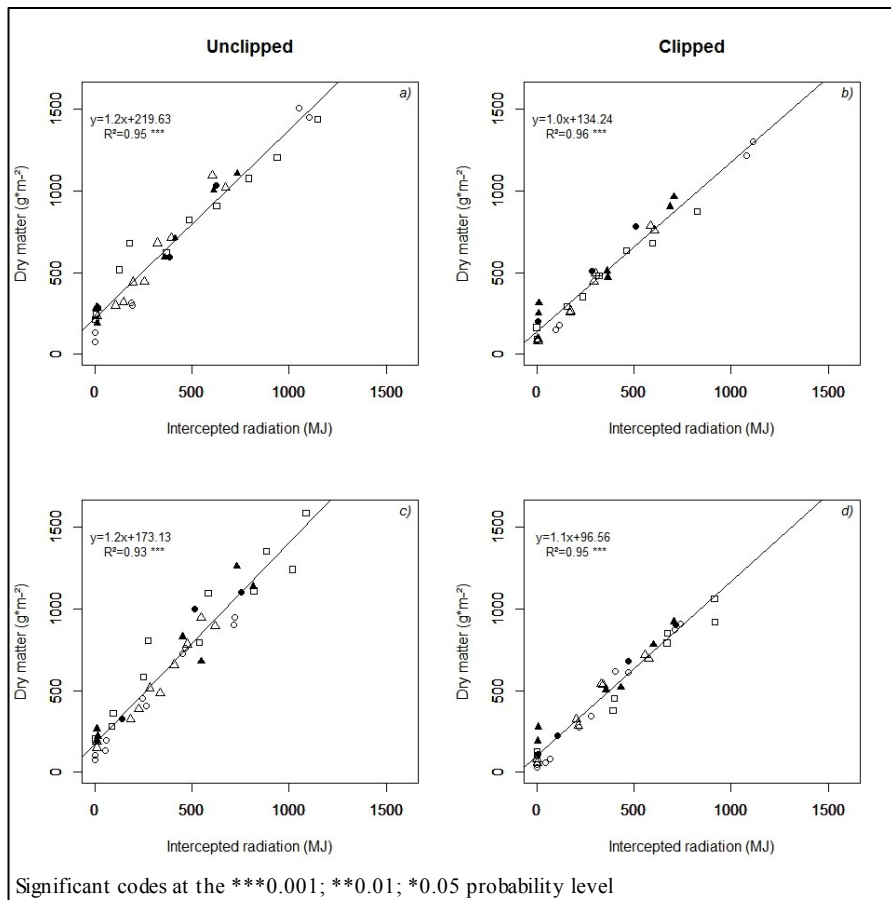 Unclipped
Clipped
a)
y=1.2x+219.63
R²=0.95 ***
Dry matter (g*m-²)
0 500 1000 1500
0 500 1000 1500
Intercepted radiation (MJ)
b)
y=1.0x+134.24
R²=0.96 ***
Dry matter (g*m-²)
0 500 1000 1500
0 500 1000 1500
Intercepted radiation (MJ)
c)
y=1.2x+173.13
R²=0.93 ***
Dry matter (g*m-²)
0 500 1000 1500
0 500 1000 1500
Intercepted radiation (MJ)
d)
y=1.1x+96.56
R²=0.95 ***
Dry matter (g*m-²)
0 500 1000 1500
0 500 1000 1500
Intercepted radiation (MJ)
Significant codes at the ***0.001; **0.01; *0.05 probability level